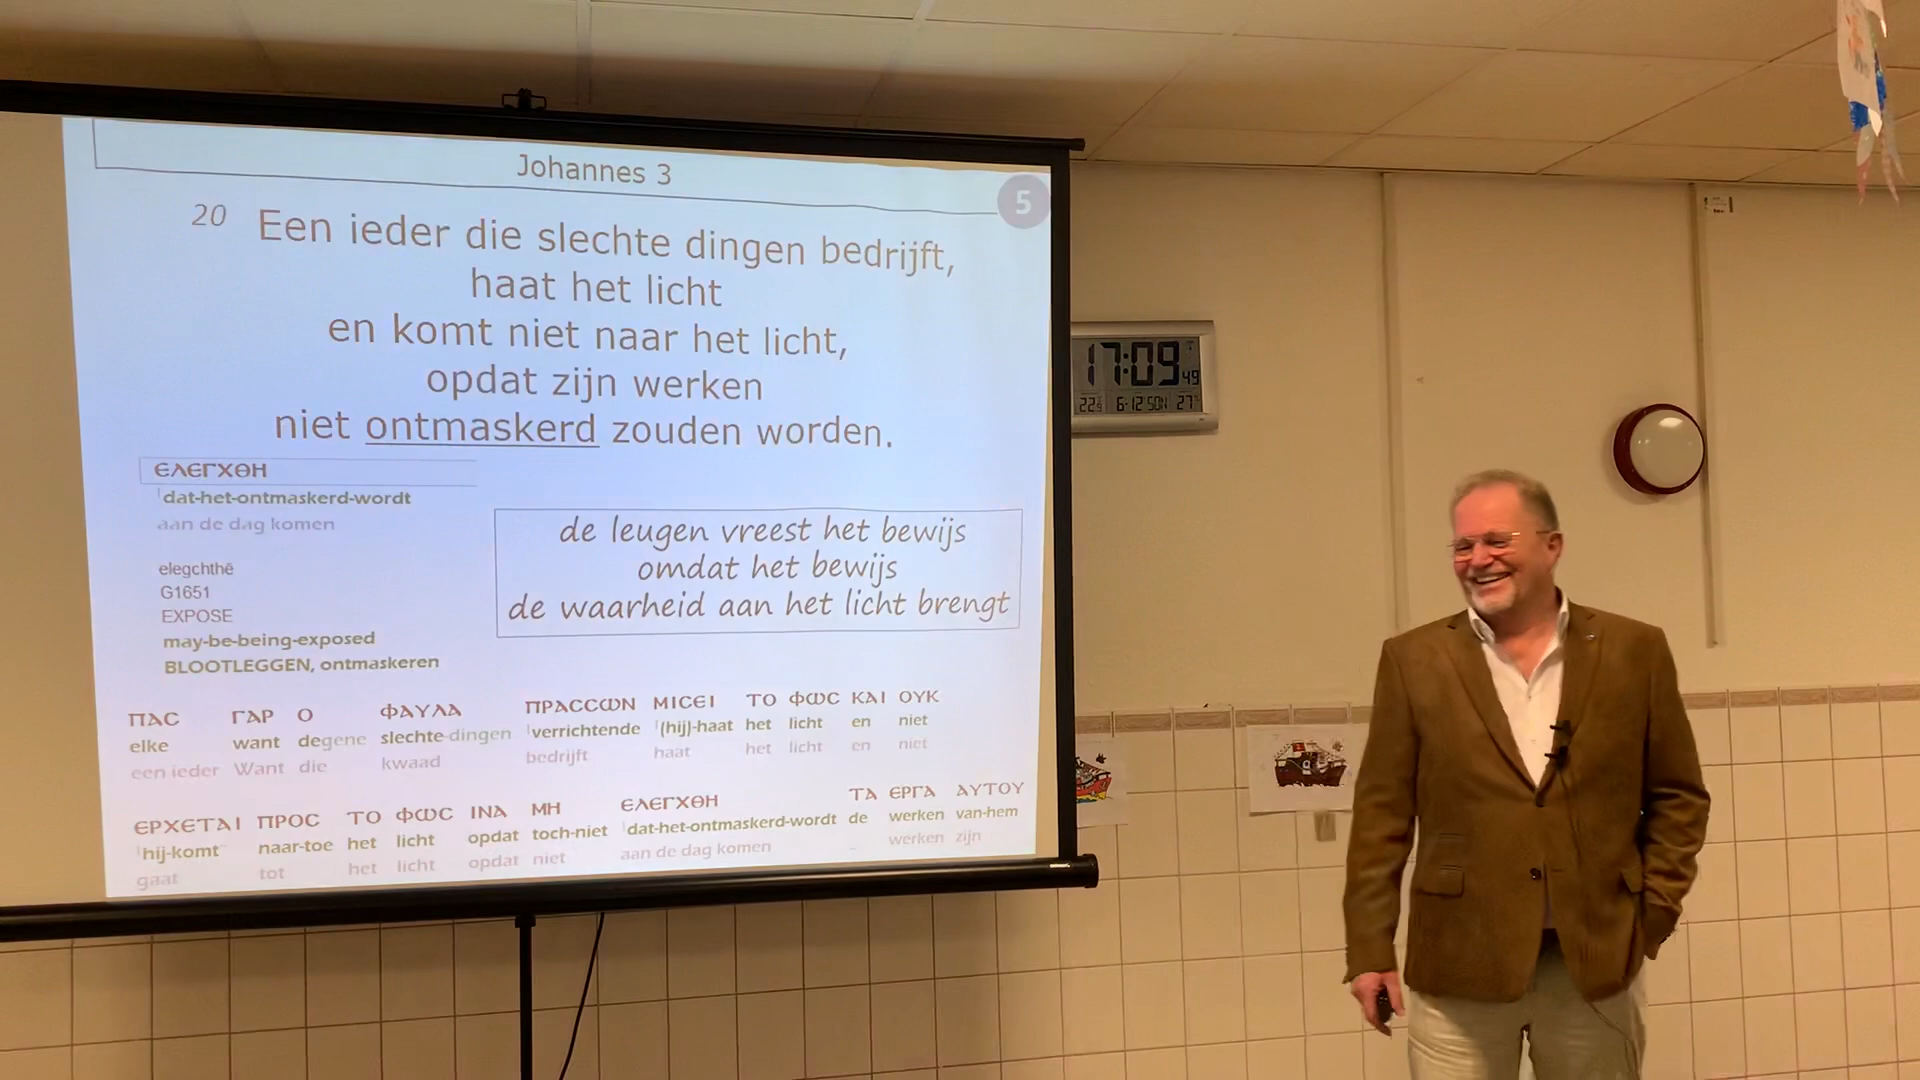 Johannes 3
5
20 Een ieder die slechte dingen bedrijft,
haat het licht
en komt niet naar het licht,
opdat zijn werken
niet ontmaskerd zouden worden.
ΕΛΕΓΧΘΗ
dat-het-ontmaskerd-wordt
aan de dag komen
elegchthē
G1651
EXPOSE
may-be-being-exposed
BLOOTLEGGEN, ontmaskeren
de leugen vreest het bewijs
omdat het bewijs
de waarheid aan het licht brengt
ΠΑϹ ΓΑΡ Ο ΦΑΥΛΑ ΠΡΑϹϹΩΝ ΜΙϹΕΙ ΤΟ ΦΩϹ ΚΑΙ ΟΥΚ
elke want degene slechte-dingen verrichtende (hij)-haat het licht en niet
een ieder Want die kwaad bedrijft haat het licht en niet
ΕΡΧΕΤΑΙ ΠΡΟϹ ΤΟ ΦΩϹ ΙΝΑ ΜΗ ΕΛΕΓΧΘΗ ΤΑ ΕΡΓΑ ΑΥΤΟΥ
hij-komt naar-toe het licht opdat toch-niet dat-het-ontmaskerd-wordt de werken van-hem
gaat tot het licht opdat niet aan de dag komen werken zijn
17:09 49
6-12 SON 27